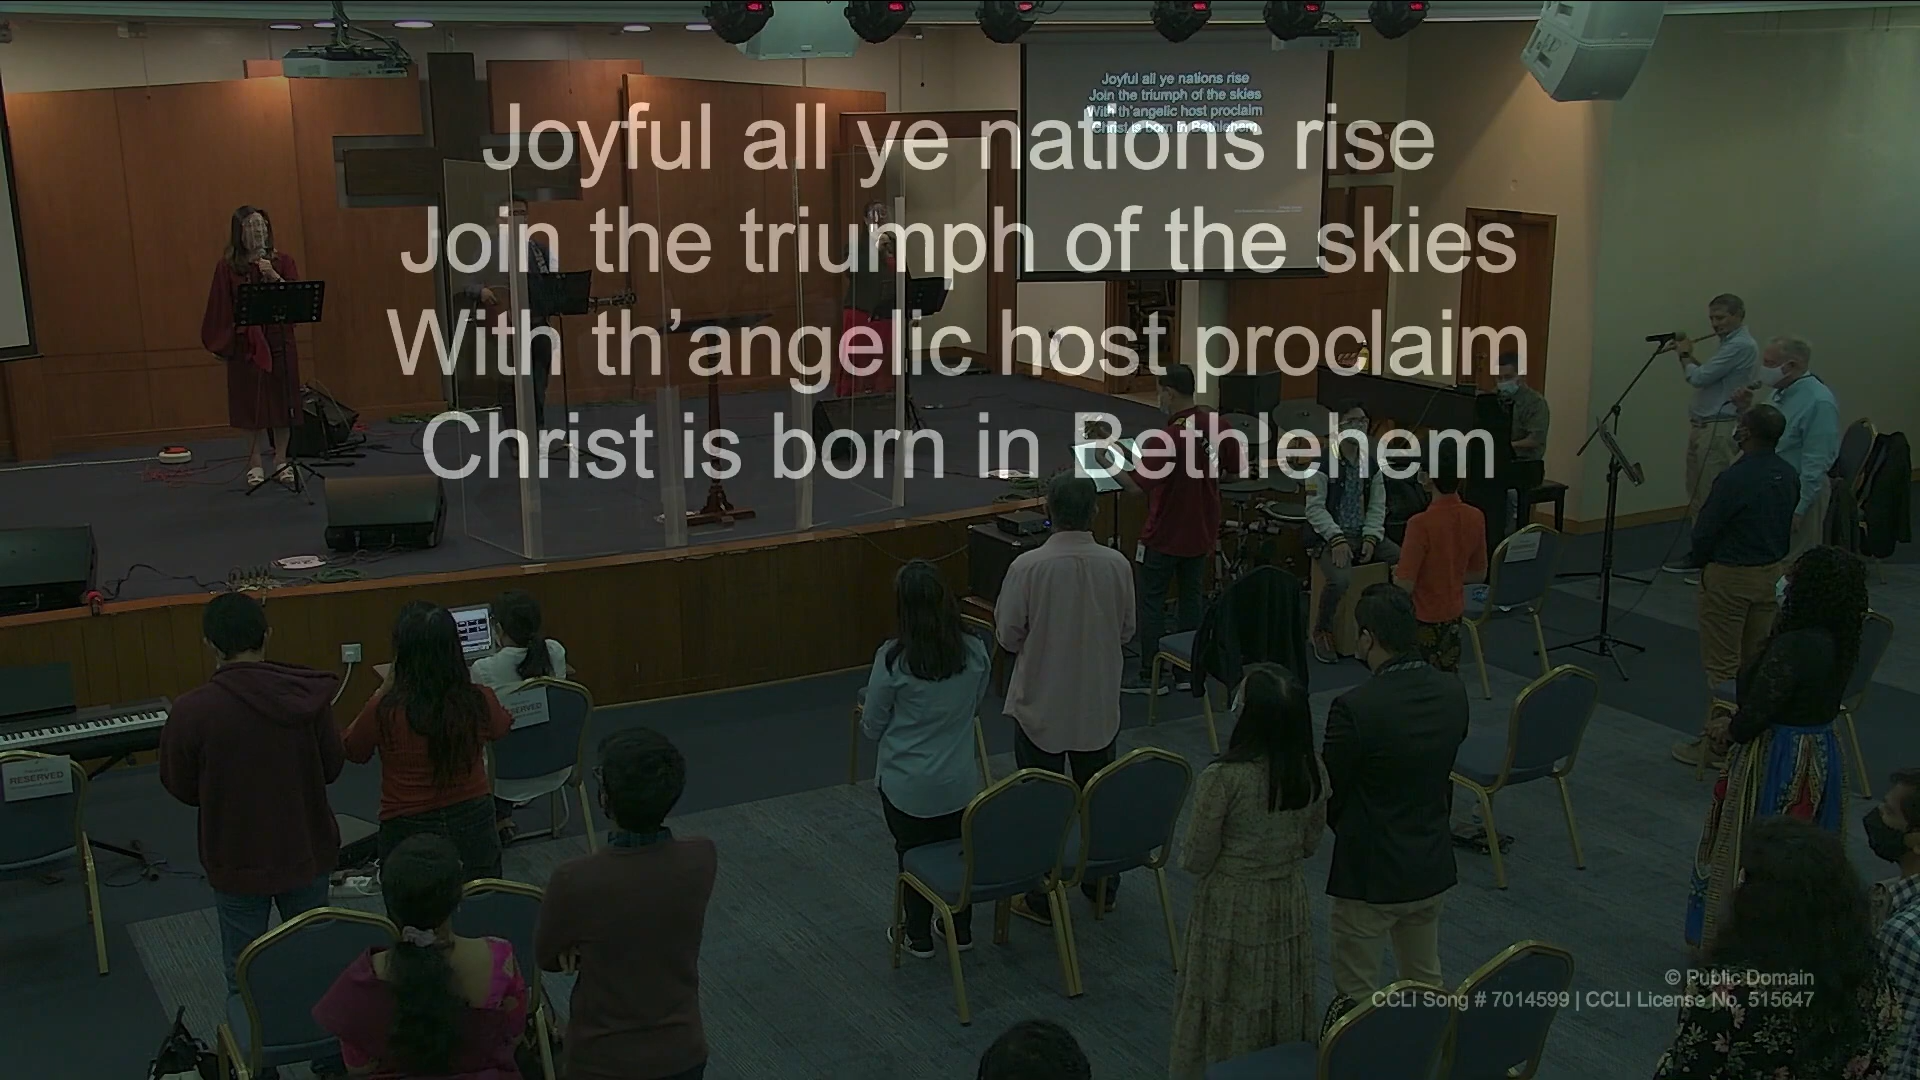 Joyful all ye nations rise
Join the triumph of the skies
With th'angelic host proclaim
Christ is born in Bethlehem
Joyful all ye nations rise
Join the triumph of the skies
With th'angelic host proclaim
Christ is born in Bethlehem
RESERVED
RESERVED
© Public Domain
CCLI Song # 7014599 | CCLI License No. 515647